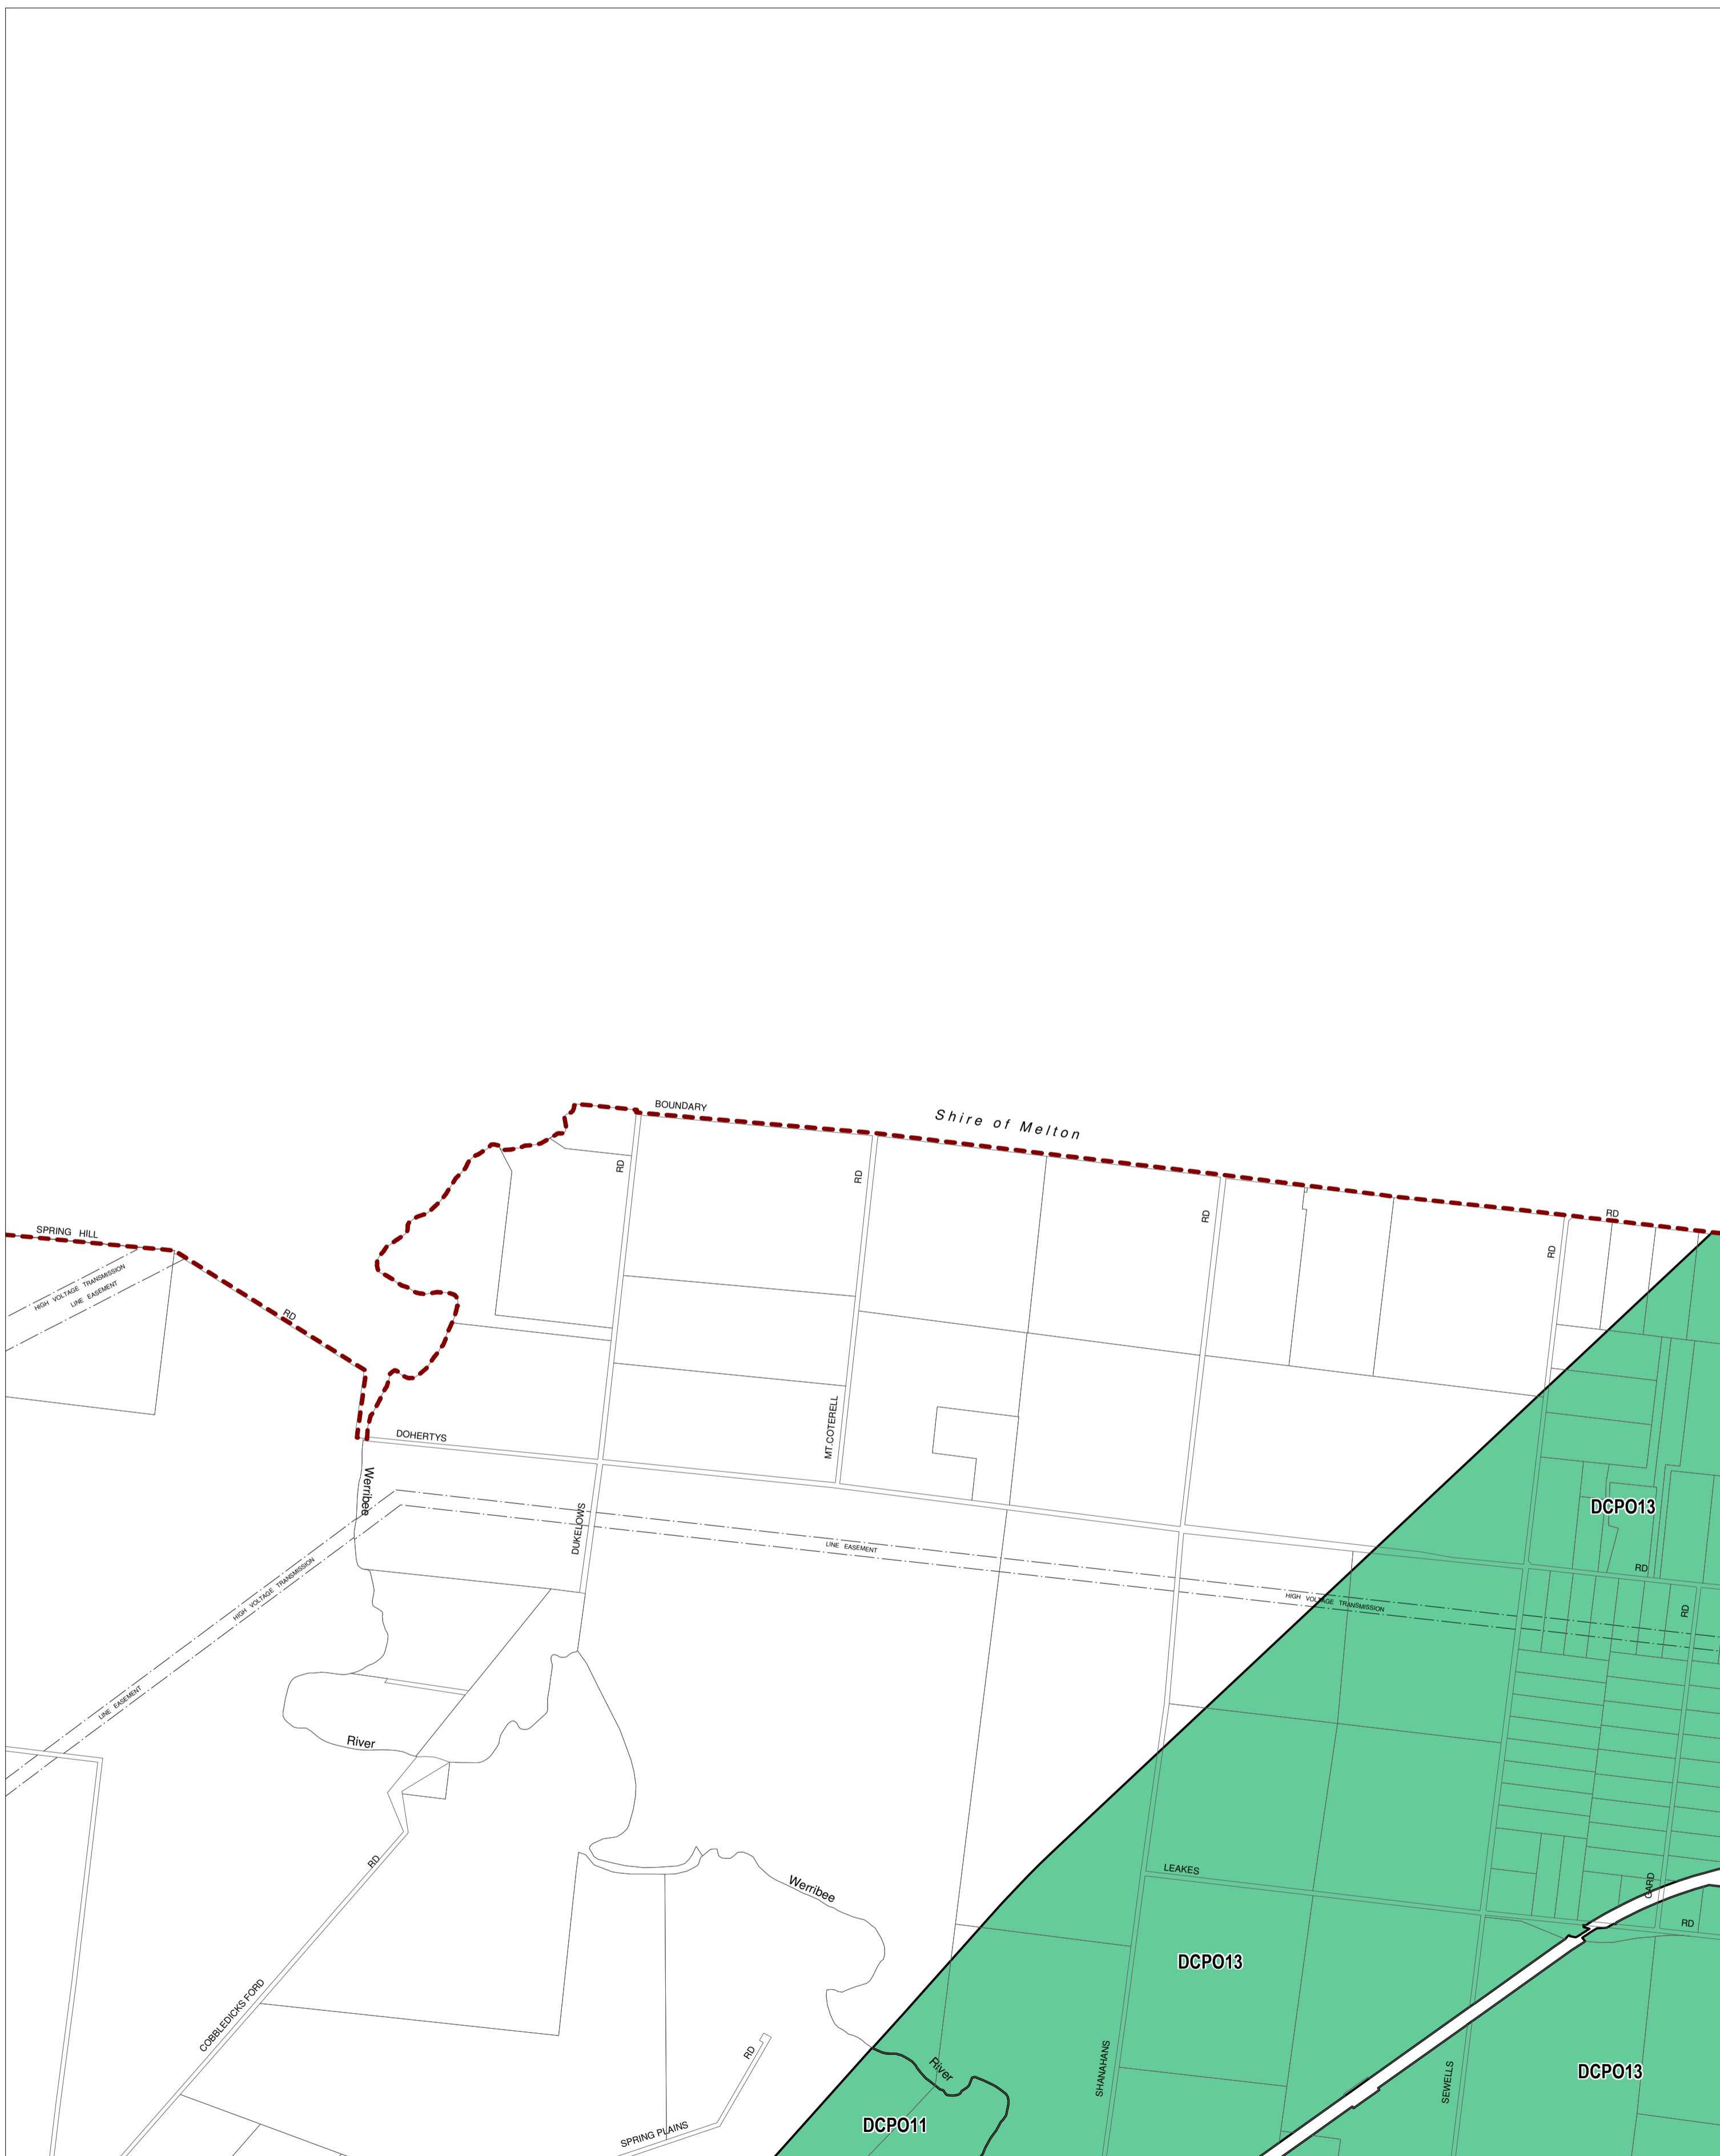 BOUNDARY
Shire of Melton
RD
RD
RD
RD
RD
SPRING HILL
HIGH VOLTAGE TRANSMISSION
LINE EASEMENT
RD
MT.COTERELL
DOHERTYS
Werribee
DUKELOWS
LINE EASEMENT
DCPO13
HIGH VOLTAGE TRANSMISSION
RD
HIGH VOLTAGE TRANSMISSION
RD
LINE EASEMENT
River
RD
LEAKES
Werribee
GARD
RD
DCPO13
COBBLEDICKS FORD
RD
River
SHANAHANS
SEWELLS
DCPO13
DCPO11
SPRING PLAINS